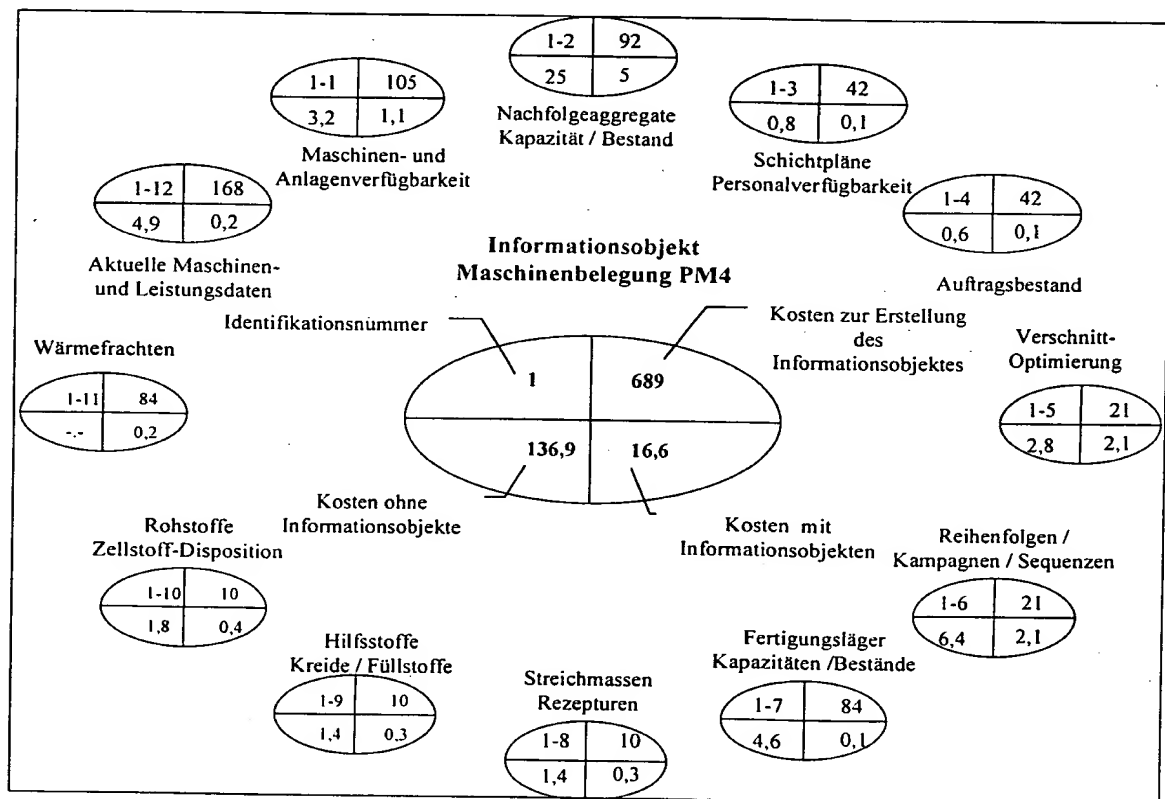 1-2 92
25 5
Nachfolgeaggregate
Kapazität / Bestand
1-1 105
3,2 1,1
Maschinen- und
Anlagenverfügbarkeit
1-3 42
0,8 0,1
Schichtpläne
Personalverfügbarkeit
1-12 168
4,9 0,2
Aktuelle Maschinen-
und Leistungsdaten
1-4 42
0,6 0,1
Auftragsbestand
Informationsobjekt
Maschinenbelegung PM4
Identifikationsnummer
Kosten zur Erstellung
des
Informationsobjektes
1 689
136,9 16,6
Kosten ohne
Informationsobjekte
Kosten mit
Informationsobjekten
Wärmefrachten
1-11 84
-.- 0,2
Verschnitt-
Optimierung
1-5 21
2,8 2,1
Rohstoffe
Zellstoff-Disposition
1-10 10
1,8 0,4
Reihenfolgen /
Kampagnen / Sequenzen
1-6 21
6,4 2,1
Hilfsstoffe
Kreide / Füllstoffe
1-9 10
1,4 0,3
Streichmassen
Rezepturen
1-8 10
1,4 0,3
Fertigungsläger
Kapazitäten /Bestände
1-7 84
4,6 0,1